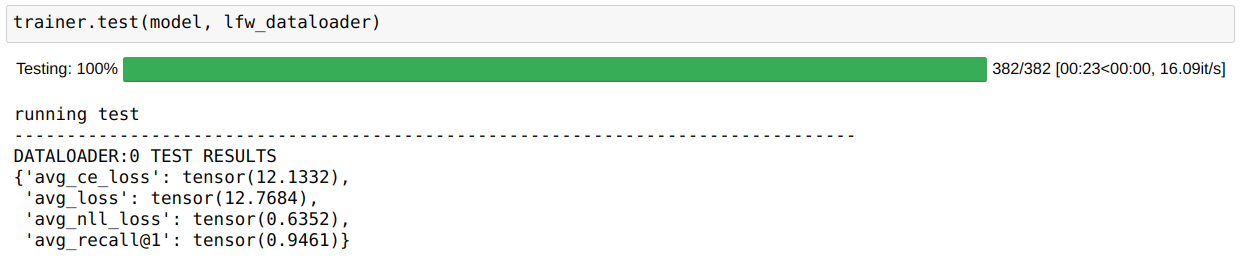 trainer.test(model, lfw_dataloader)
Testing: 100% 382/382 [00:23<00:00, 16.09it/s]
running test
--------------------------------------------------------------------------------
DATALOADER:0 TEST RESULTS
{'avg_ce_loss': tensor(12.1332),
 'avg_loss': tensor(12.7684),
 'avg_nll_loss': tensor(0.6352),
 'avg_recall@1': tensor(0.9461)}